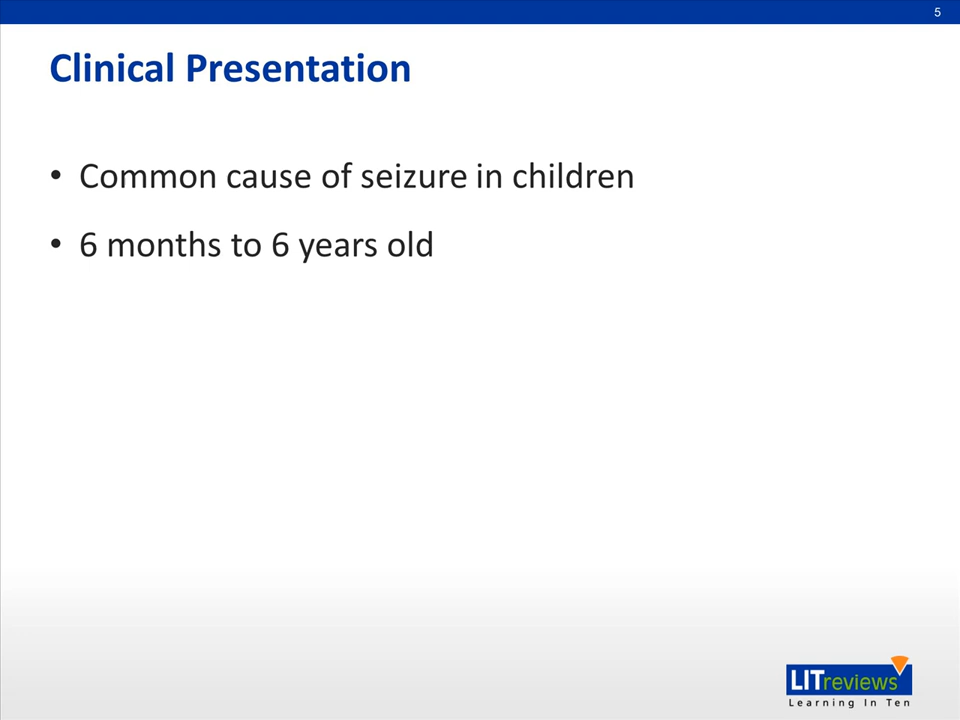 5
Clinical Presentation
• Common cause of seizure in children
• 6 months to 6 years old
LITreviews
Learning In Ten